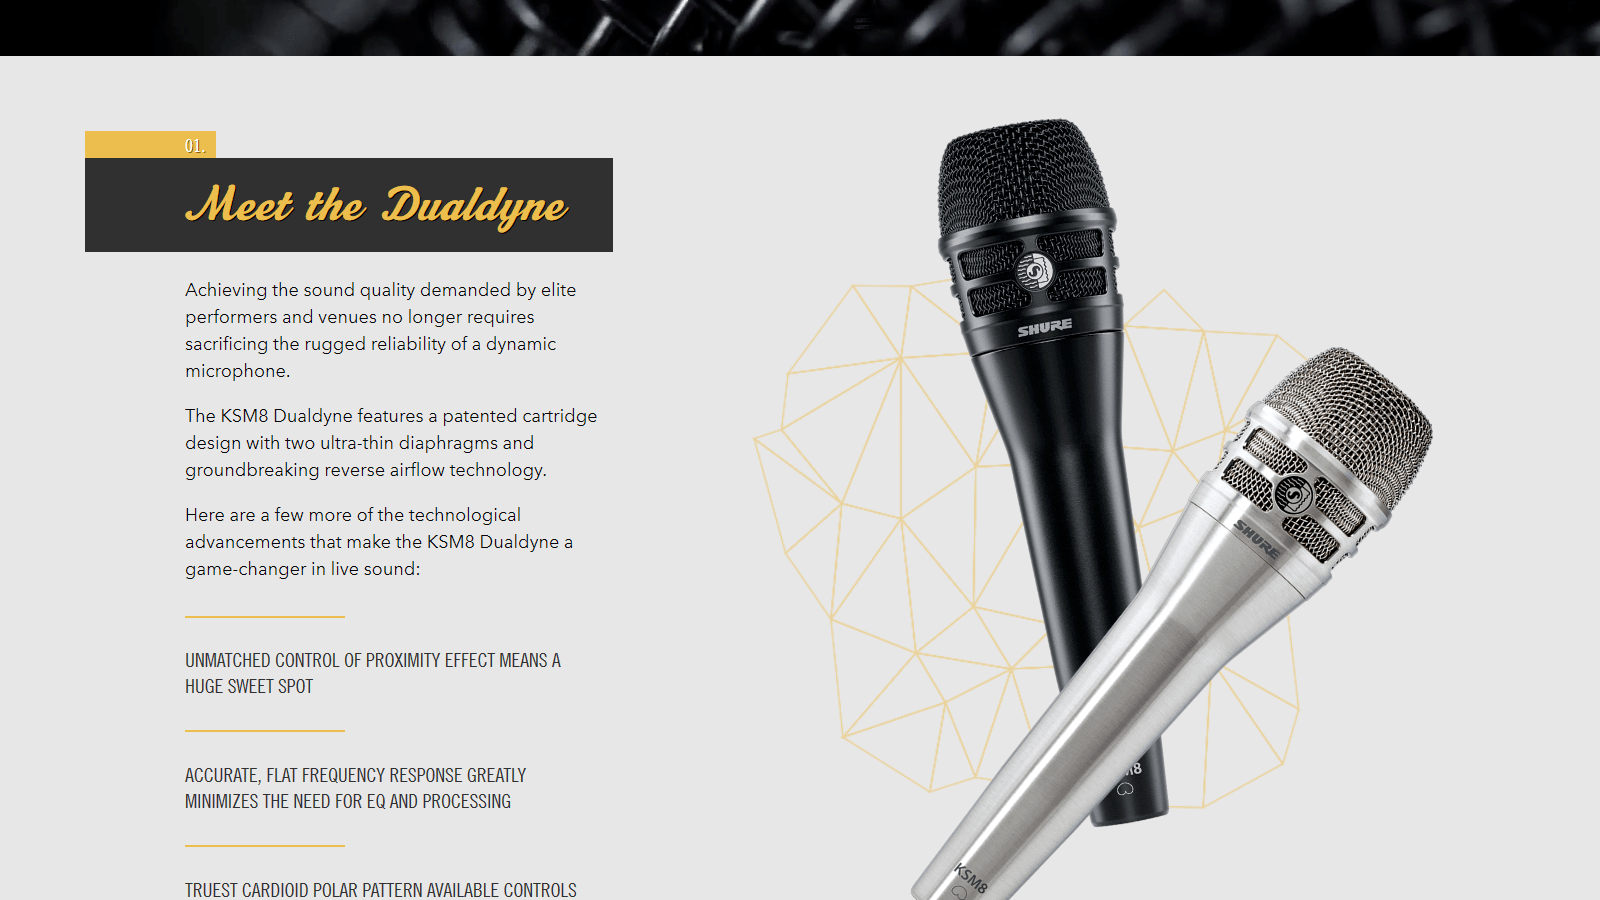 01.
Meet the Dualdyne
Achieving the sound quality demanded by elite
performers and venues no longer requires
sacrificing the rugged reliability of a dynamic
microphone.
The KSM8 Dualdyne features a patented cartridge
design with two ultra-thin diaphragms and
groundbreaking reverse airflow technology.
Here are a few more of the technological
advancements that make the KSM8 Dualdyne a
game-changer in live sound:
UNMATCHED CONTROL OF PROXIMITY EFFECT MEANS A
HUGE SWEET SPOT
ACCURATE, FLAT FREQUENCY RESPONSE GREATLY
MINIMIZES THE NEED FOR EQ AND PROCESSING
TRUEST CARDIOID POLAR PATTERN AVAILABLE CONTROLS
SHURE
SHURE
M8
KSM8